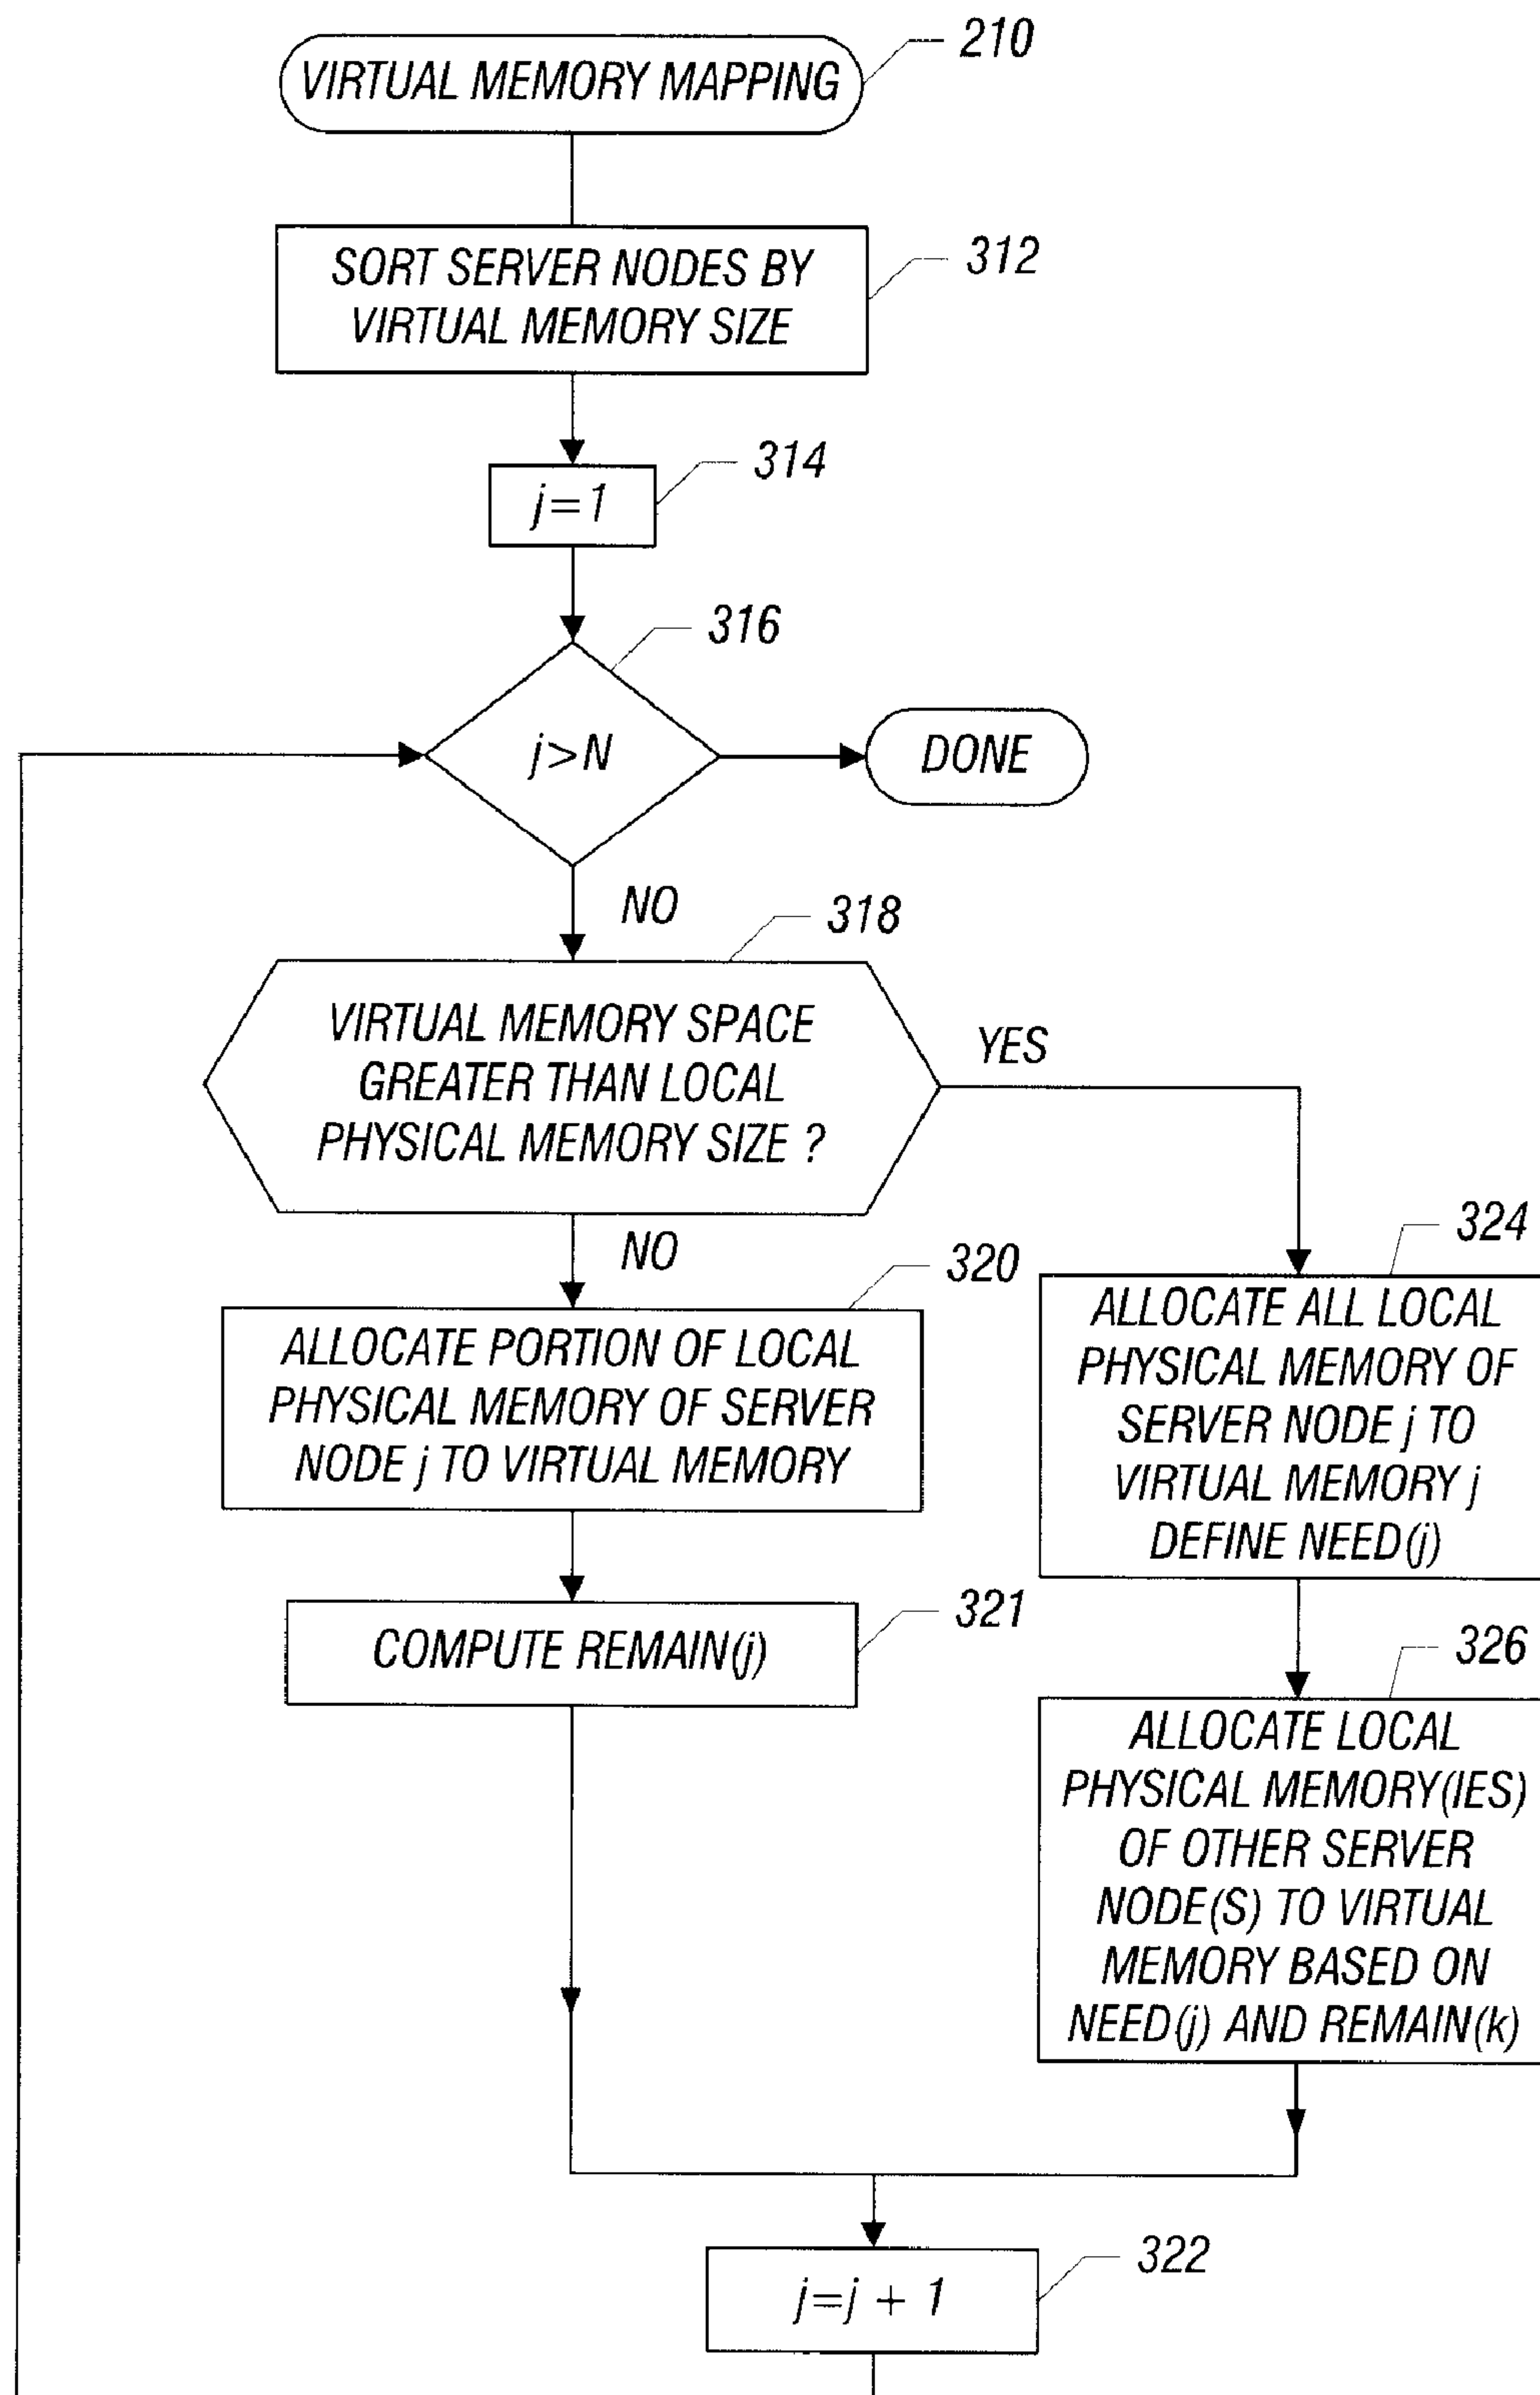 VIRTUAL MEMORY MAPPING
210
SORT SERVER NODES BY
VIRTUAL MEMORY SIZE
312
j=1
314
316
j>N
DONE
NO
318
VIRTUAL MEMORY SPACE
GREATER THAN LOCAL
PHYSICAL MEMORY SIZE ?
YES
NO
320
ALLOCATE PORTION OF LOCAL
PHYSICAL MEMORY OF SERVER
NODE j TO VIRTUAL MEMORY
321
COMPUTE REMAIN(j)
324
ALLOCATE ALL LOCAL
PHYSICAL MEMORY OF
SERVER NODE j TO
VIRTUAL MEMORY j
DEFINE NEED(j)
326
ALLOCATE LOCAL
PHYSICAL MEMORY(IES)
OF OTHER SERVER
NODE(S) TO VIRTUAL
MEMORY BASED ON
NEED(j) AND REMAIN(k)
322
j=j + 1